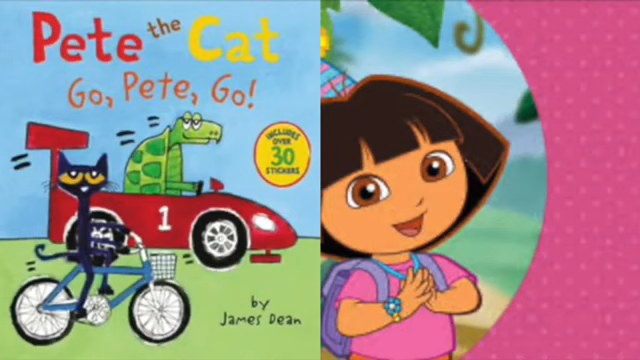 Pete the Cat
Go, Pete, Go!
INCLUDES
OVER
30
STICKERS
1
by
James Dean